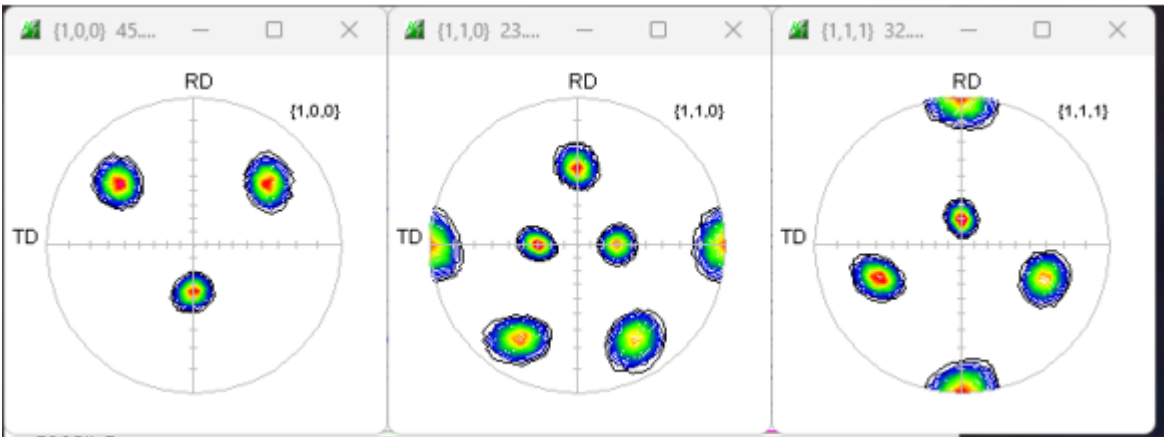 {1,0,0} 45....
{1,1,0} 23....
{1,1,1} 32....
RD
{1,0,0}
TD
RD
{1,1,0}
TD
RD
{1,1,1}
TD